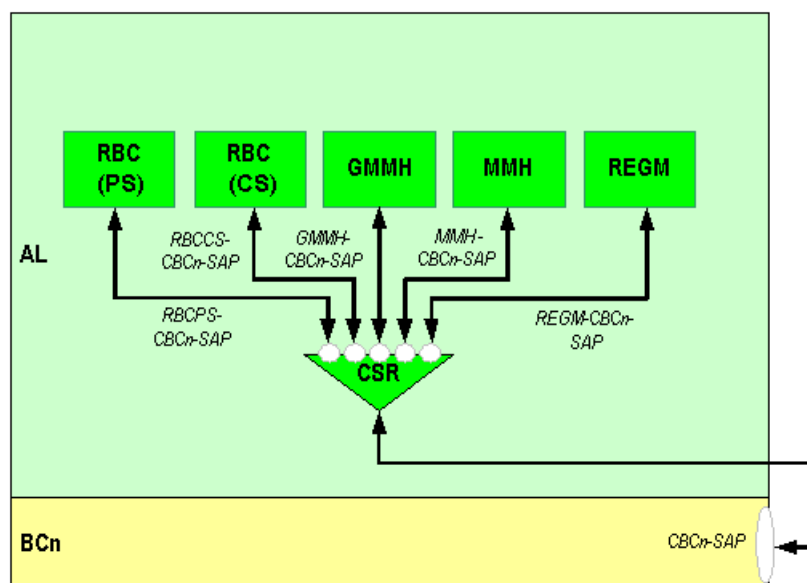 RBC
(PS)
RBC
(CS)
GMMH
MMH
REGM
RBCCS-
CBCn-SAP
GMMH-
CBCn-SAP
MMH-
CBCn-SAP
AL
RBCPS-
CBCn-SAP
REGM-CBCn-
SAP
CSR
BCn
CBCn-SAP